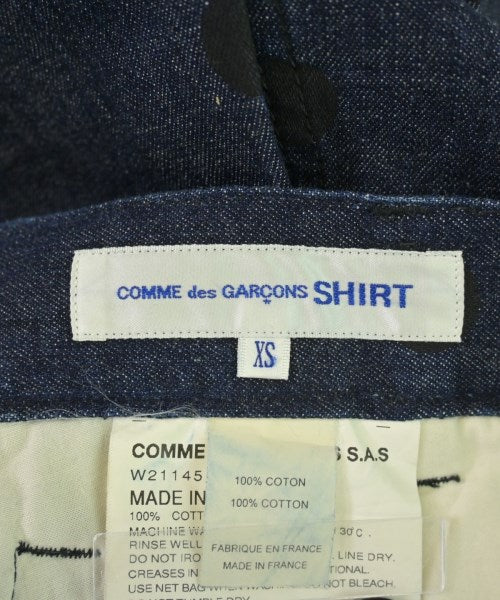 COMME des GARÇONS SHIRT
XS
COMME S.A.S
W21145
100% COTON
MADE IN
100% COTTON
100% COTT
MACHINE 30°C.
RINSE WELL LINE DRY.
FABRIQUE EN FRANCE
DO NOT IRO
MADE IN FRANCE
CREASES IN TIONAL.
USE NET BAG WHEN NOT BLEACH.